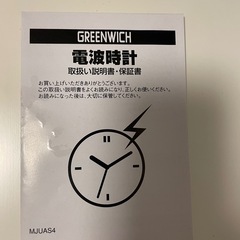 GREENWICH
電波時計
取扱い説明書・保証書
お買い上げいただきありがとうございます。
この取扱い説明書をよくお読みになり、正しくお使いください。
お読みになった後は、大切に保管してください。
MJUAS4